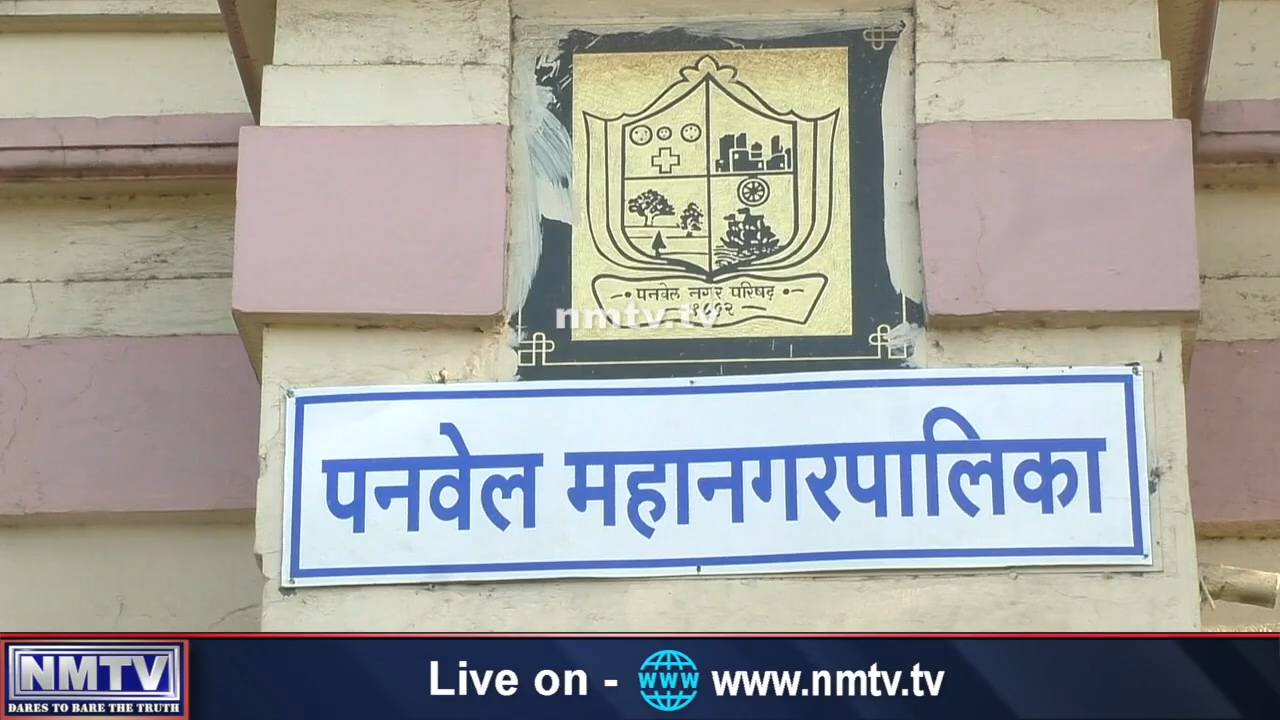 पनवेल नगर परिषद
nmtv.tv
पनवेल महानगरपालिका
NMTV
DARES TO BARE THE TRUTH
Live on - www www.nmtv.tv